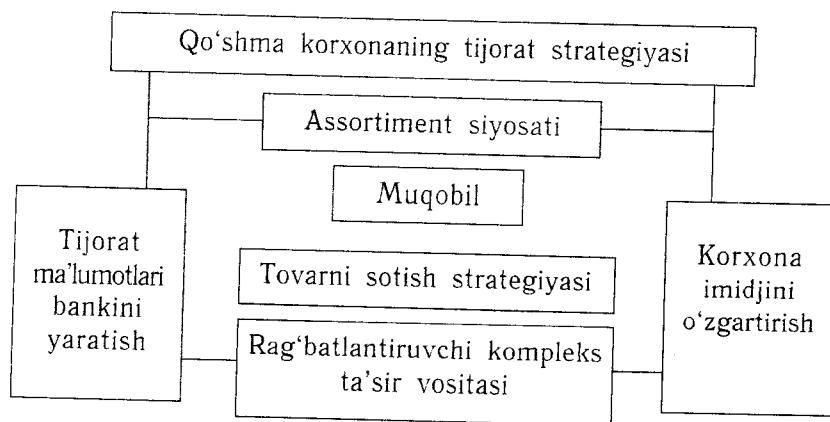 Qo‘shma korxonaning tijorat strategiyasi
Assortiment siyosati
Muqobil
Tijorat
ma’lumotlari
bankini
yaratish
Tovarni sotish strategiyasi
Rag‘batlantiruvchi kompleks
ta’sir vositasi
Korxona
imidjini
o‘zgartirish